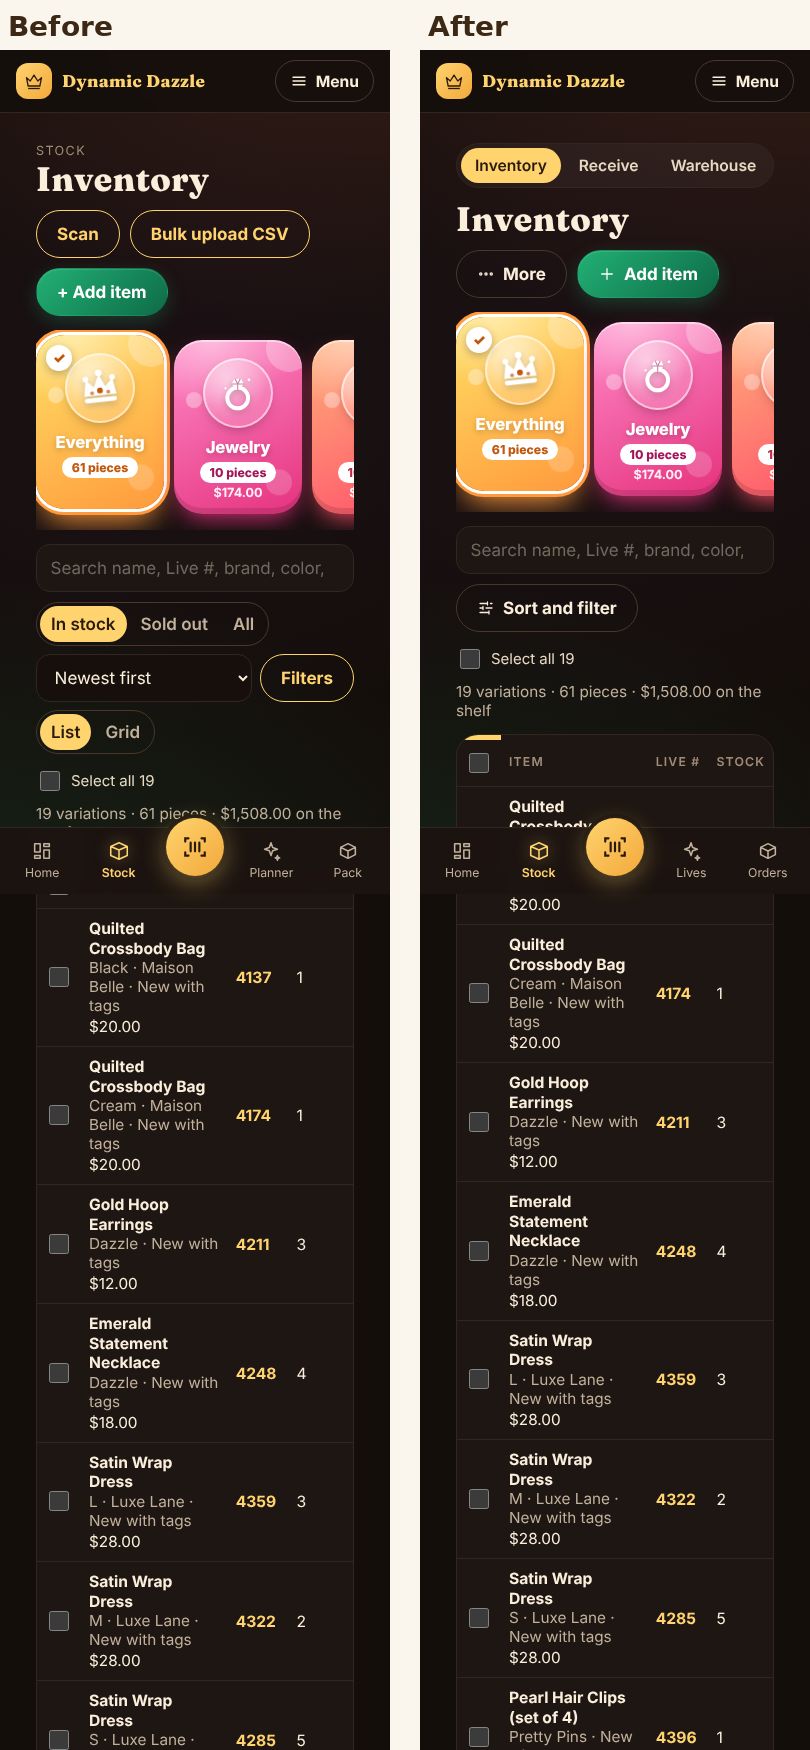 Before
Dynamic Dazzle
Menu
STOCK
Inventory
Scan
Bulk upload CSV
+ Add item
Everything
61 pieces
Jewelry
10 pieces
$174.00
Search name, Live #, brand, color,
In stock
Sold out
All
Newest first
Filters
List
Grid
Select all 19
19 variations · 61 pieces · $1,508.00 on the
Home
Stock
Planner
Pack
Quilted
Crossbody Bag
Black · Maison
Belle · New with
tags
$20.00
4137
1
Quilted
Crossbody Bag
Cream · Maison
Belle · New with
tags
$20.00
4174
1
Gold Hoop
Earrings
Dazzle · New with
tags
$12.00
4211
3
Emerald
Statement
Necklace
Dazzle · New with
tags
$18.00
4248
4
Satin Wrap
Dress
L · Luxe Lane ·
New with tags
$28.00
4359
3
Satin Wrap
Dress
M · Luxe Lane ·
New with tags
$28.00
4322
2
Satin Wrap
Dress
S · Luxe Lane ·
4285
5
After
Dynamic Dazzle
Menu
Inventory
Receive
Warehouse
Inventory
More
Add item
Everything
61 pieces
Jewelry
10 pieces
$174.00
Search name, Live #, brand, color,
Sort and filter
Select all 19
19 variations · 61 pieces · $1,508.00 on the
shelf
ITEM
LIVE #
STOCK
Quilted
Crossbody
Home
Stock
Lives
Orders
$20.00
Quilted
Crossbody Bag
Cream · Maison
Belle · New with
tags
$20.00
4174
1
Gold Hoop
Earrings
Dazzle · New with
tags
$12.00
4211
3
Emerald
Statement
Necklace
Dazzle · New with
tags
$18.00
4248
4
Satin Wrap
Dress
L · Luxe Lane ·
New with tags
$28.00
4359
3
Satin Wrap
Dress
M · Luxe Lane ·
New with tags
$28.00
4322
2
Satin Wrap
Dress
S · Luxe Lane ·
New with tags
$28.00
4285
5
Pearl Hair Clips
(set of 4)
Pretty Pins · New
4396
1